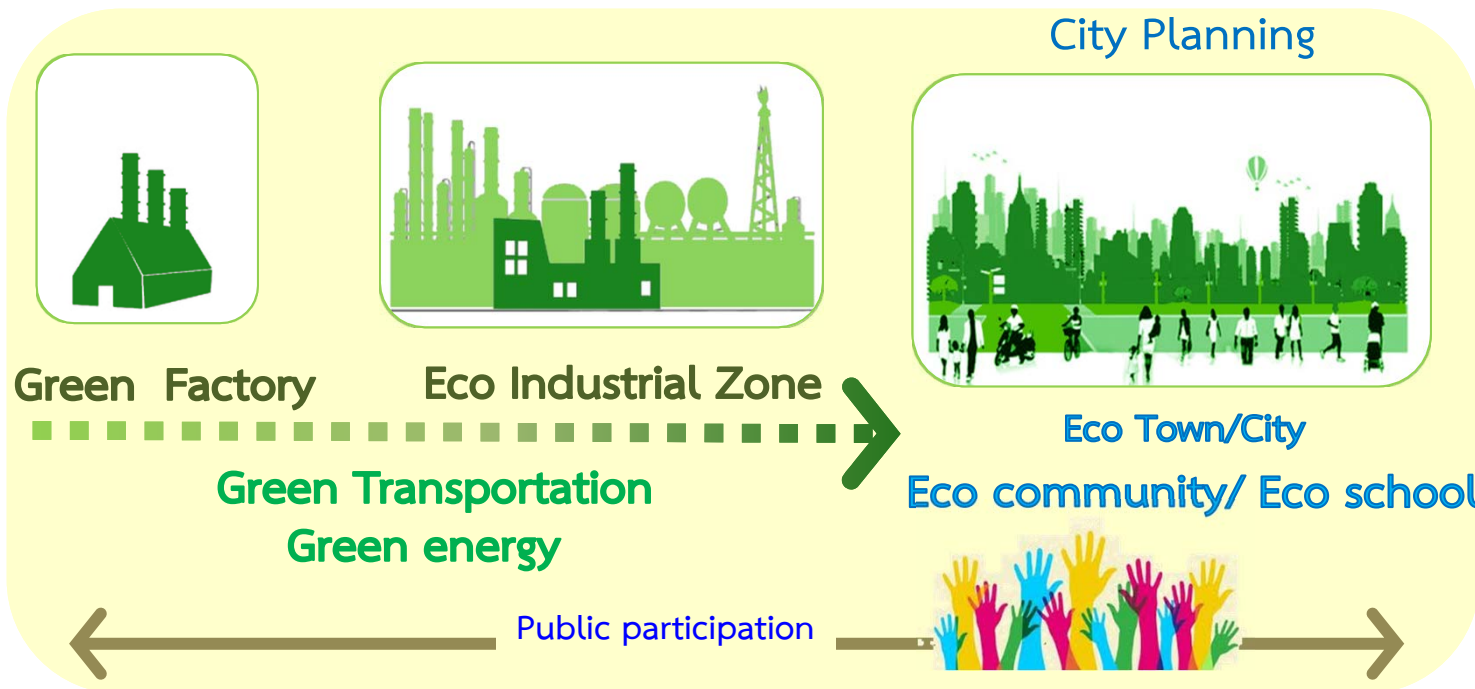 City Planning
Green Factory
Eco Industrial Zone
Eco Town/City
Green Transportation
Eco community/ Eco school
Green energy
Public participation